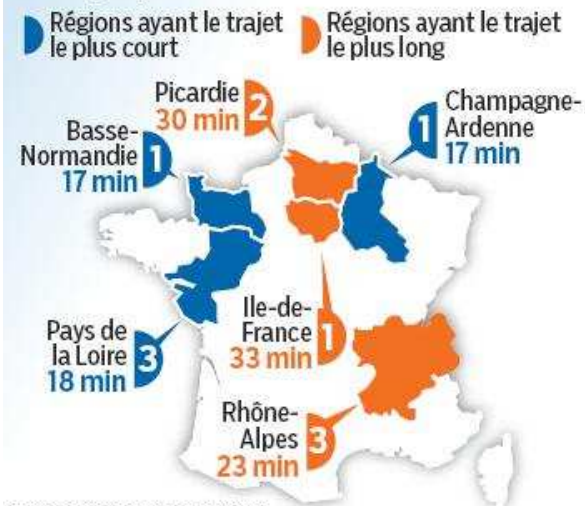 Régions ayant le trajet
le plus court
Régions ayant le trajet
le plus long
Picardie 2
30 min
Champagne-
1 Ardenne
17 min
Basse-
Normandie 1
17 min
Ile-de-
France 1
33 min
Pays de
la Loire 3
18 min
Rhône-
Alpes 3
23 min